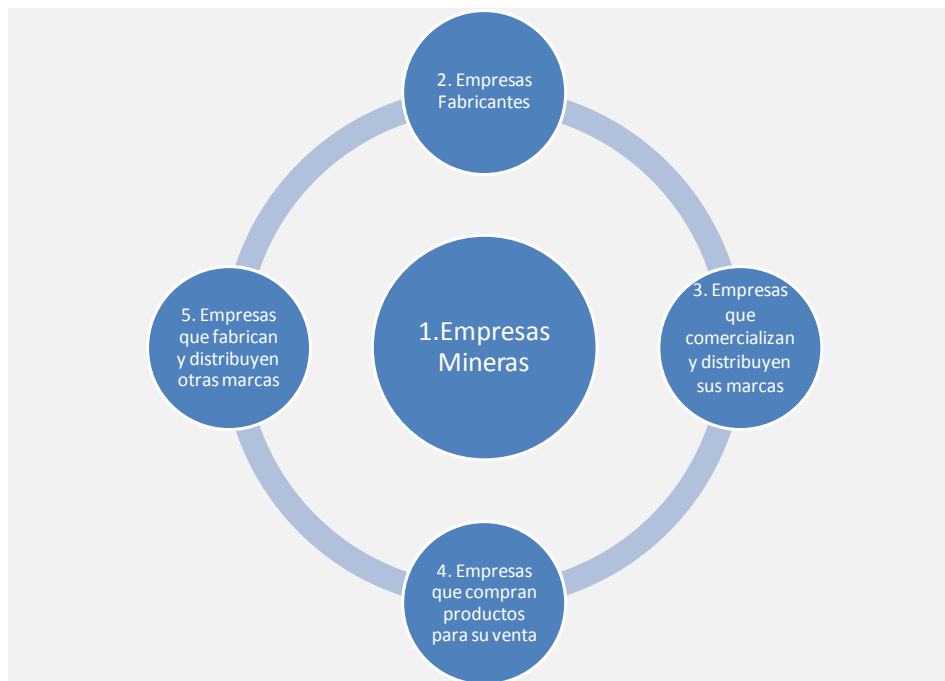 2. Empresas
Fabricantes
5. Empresas
que fabrican
y distribuyen
otras marcas
1.Empresas
Mineras
3. Empresas
que
comercializan
y distribuyen
sus marcas
4. Empresas
que compran
productos
para su venta